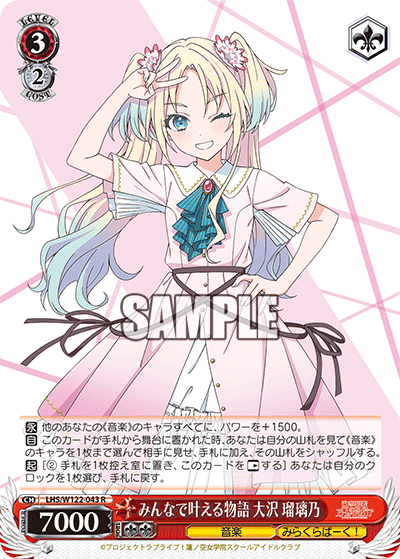 LEVEL
3
2
COST
SAMPLE
永 他のあなたの《音楽》のキャラすべてに、パワーを+1500。
自 このカードが手札から舞台に置かれた時、あなたは自分の山札を見て《音楽》
のキャラを1枚まで選んで相手に見せ、手札に加え、その山札をシャッフルする。
起 [② 手札を1枚控え室に置き、このカードを する] あなたは自分のク
ロックを1枚選び、手札に戻す。
CH LHS/W122-043 R
みんなで叶える物語 大沢 瑠璃乃
7000
音楽
みらくらぱーく!
©プロジェクトラブライブ!蓮ノ空女学院スクールアイドルクラブ